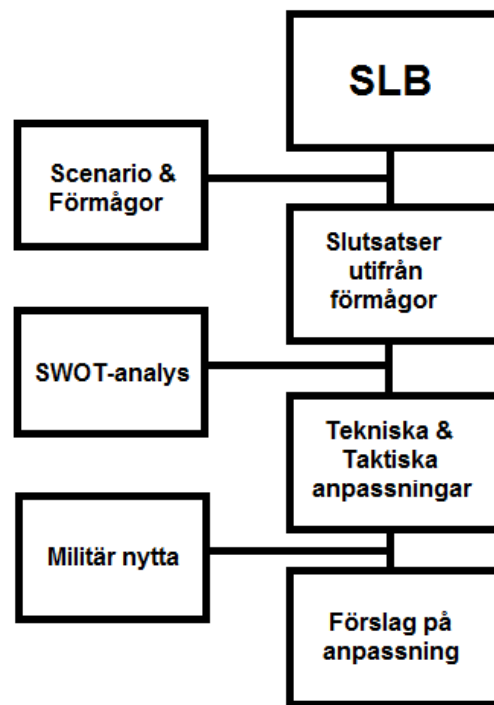 SLB
Scenario &
Förmågor
Slutsatser
utifrån
förmågor
SWOT-analys
Tekniska &
Taktiska
anpassningar
Militär nytta
Förslag på
anpassning